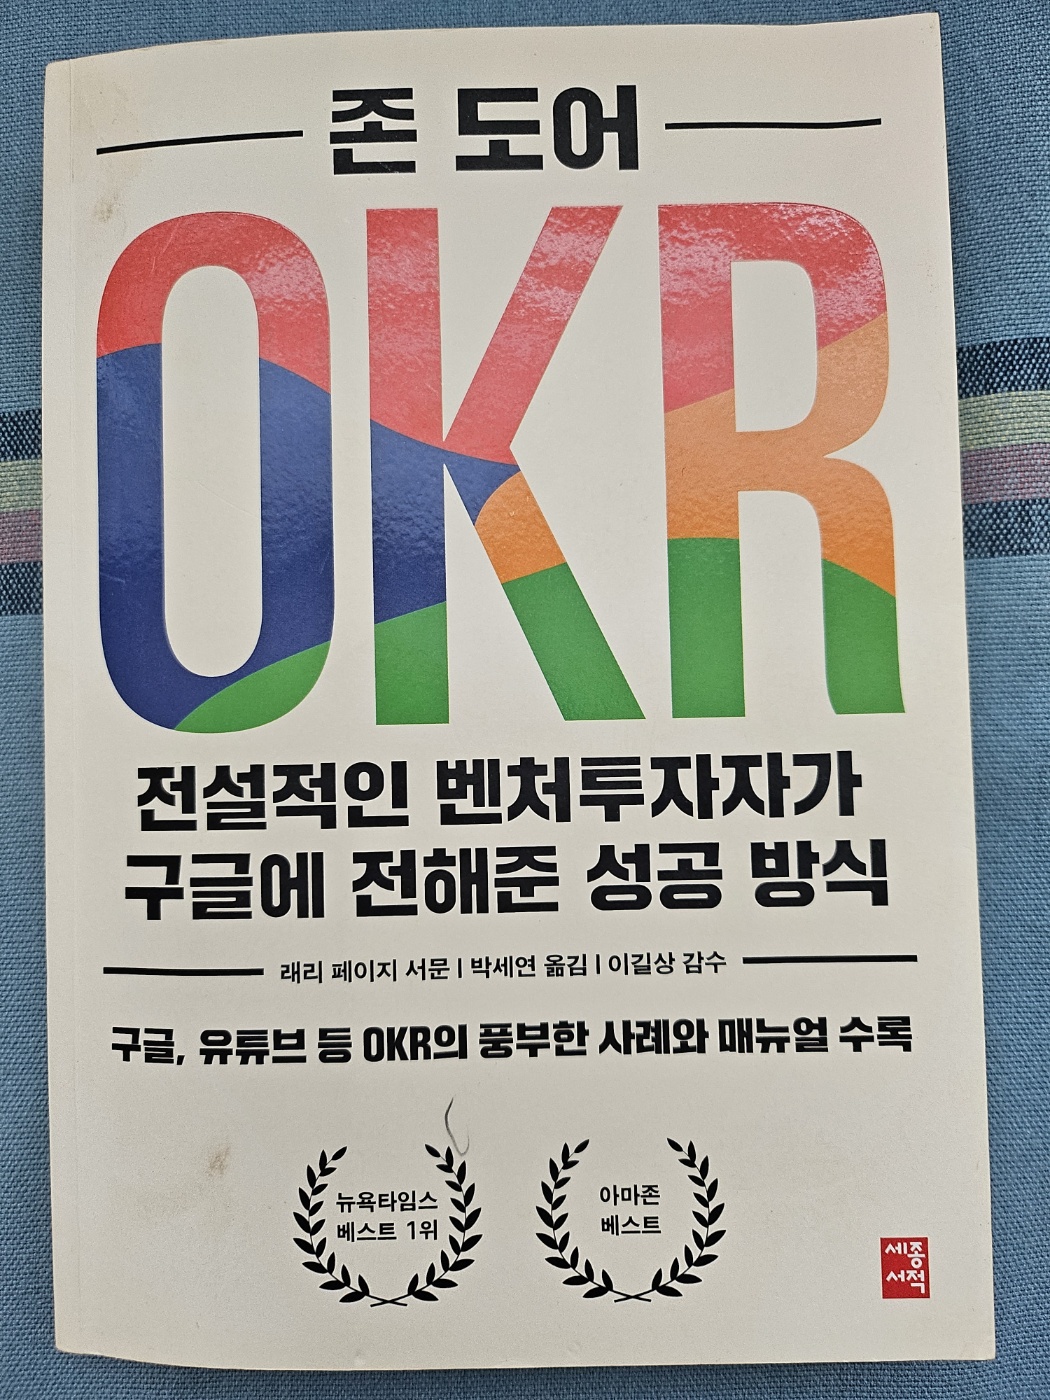 존 도어
OKR
전설적인 벤처투자자가
구글에 전해준 성공 방식
래리 페이지 서문 | 박세연 옮김 | 이길상 감수
구글, 유튜브 등 OKR의 풍부한 사례와 매뉴얼 수록
뉴욕타임스
베스트 1위
아마존
베스트
세종
서적